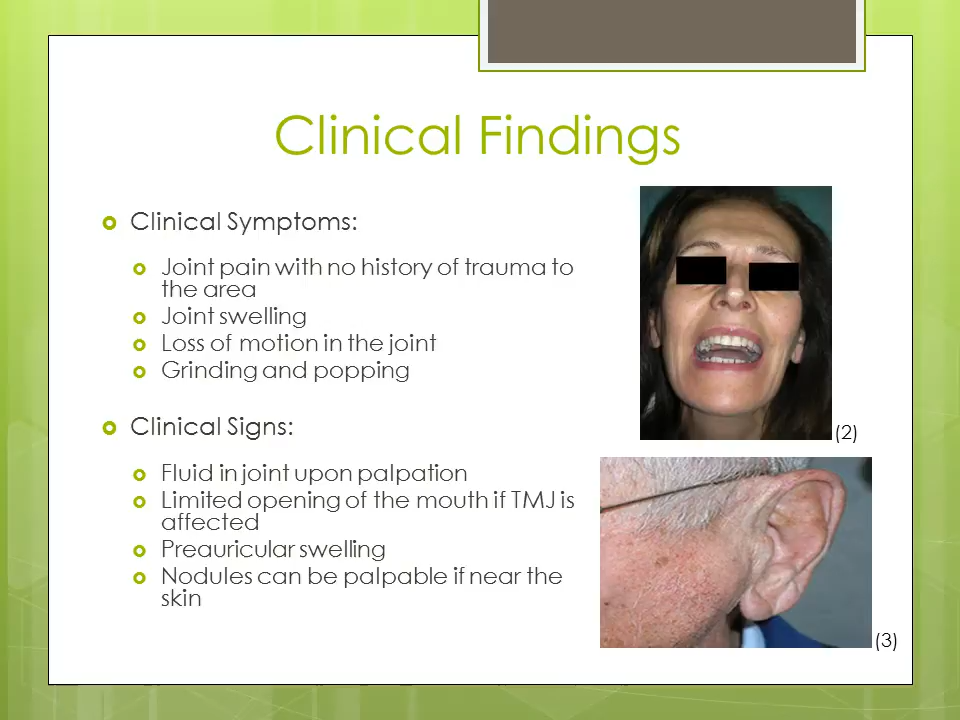 Clinical Findings
Clinical Symptoms:
Joint pain with no history of trauma to
the area
Joint swelling
Loss of motion in the joint
Grinding and popping
(2)
Clinical Signs:
Fluid in joint upon palpation
Limited opening of the mouth if TMJ is
affected
Preauricular swelling
Nodules can be palpable if near the
skin
(3)